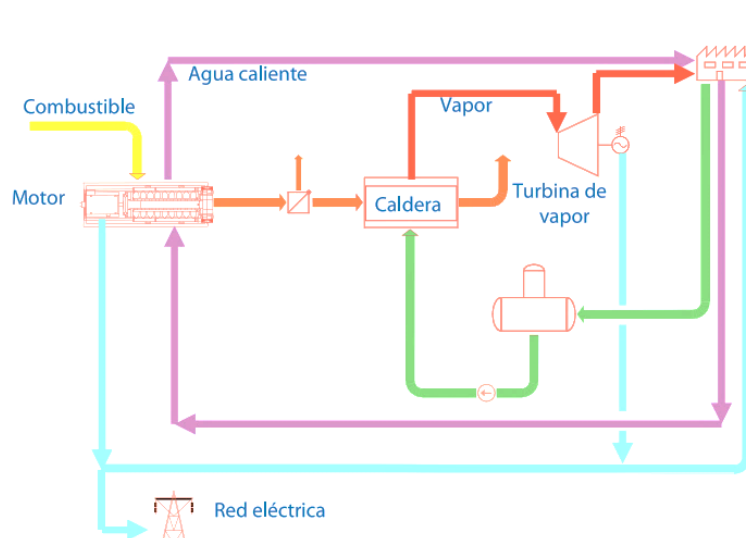 Agua caliente
Combustible
Vapor
Motor
Caldera
Turbina de
vapor
Red eléctrica